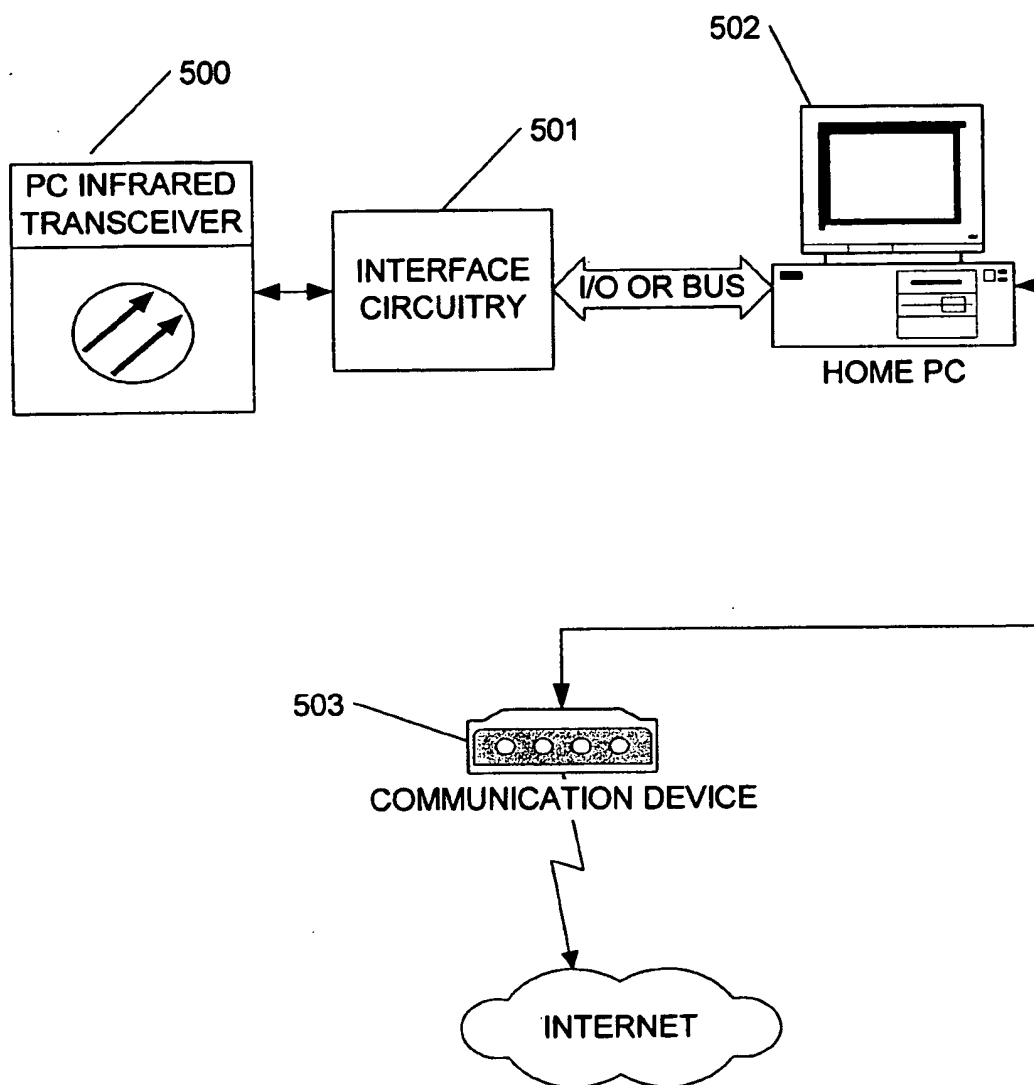 502
500
501
PC INFRARED
TRANSCEIVER
INTERFACE
CIRCUITRY
I/O OR BUS
HOME PC
503
COMMUNICATION DEVICE
INTERNET